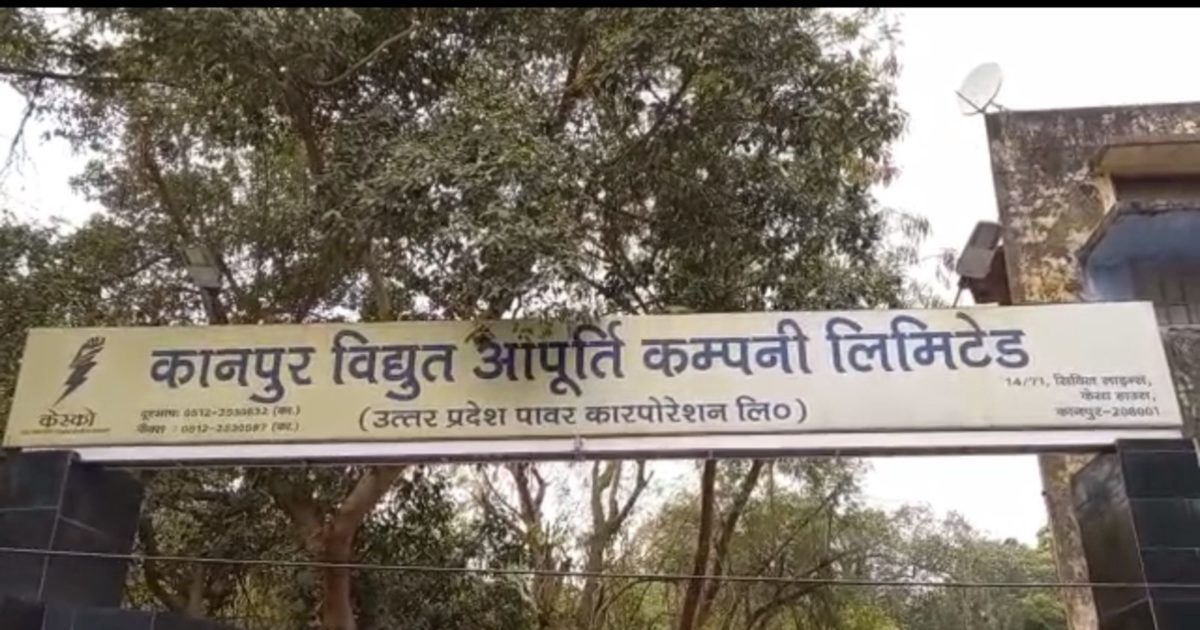 कानपुर विद्युत आपूर्ति कम्पनी लिमिटेड
(उत्तर प्रदेश पावर कारपोरेशन लि०)
केस्को
दूरभाष: 0512-2530832 (का.)
फैक्स : 0512-2530587 (का.)
14/71, सिविल लाइन्स,
केसा हाउस,
कानपुर-208001